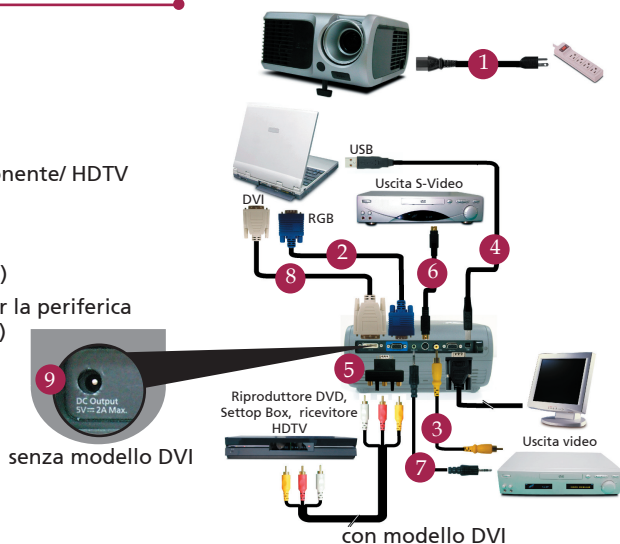 1
USB
onente/ HDTV
Uscita S-Video
DVI
RGB
2
4
)
8
6
r la periferica
)
9
5
DC Output
5V⎓2A Max.
Riproduttore DVD,
Settop Box, ricevitore
HDTV
3
Uscita video
7
senza modello DVI
con modello DVI